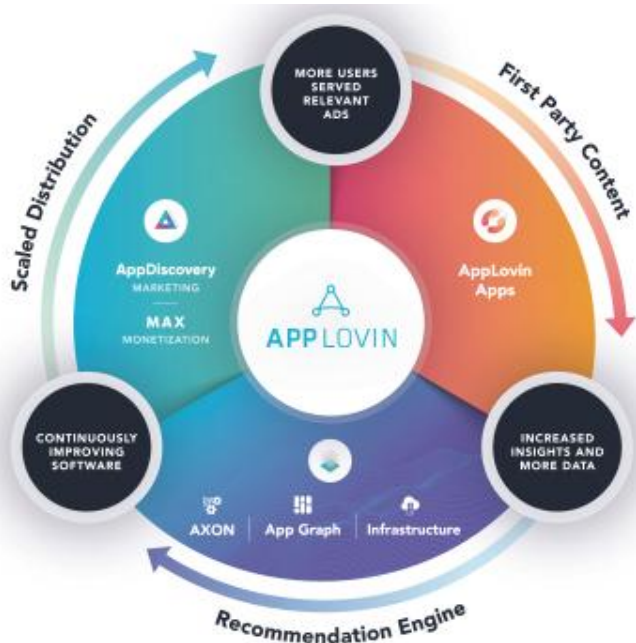 MORE USERS
SERVED
RELEVANT
ADS
Scaled Distribution
First Party Content
AppDiscovery
MARKETING
MAX
MONETIZATION
AppLovin
Apps
APPLOVIN
CONTINUOUSLY
IMPROVING
SOFTWARE
INCREASED
INSIGHTS AND
MORE DATA
AXON
App Graph
Infrastructure
Recommendation Engine